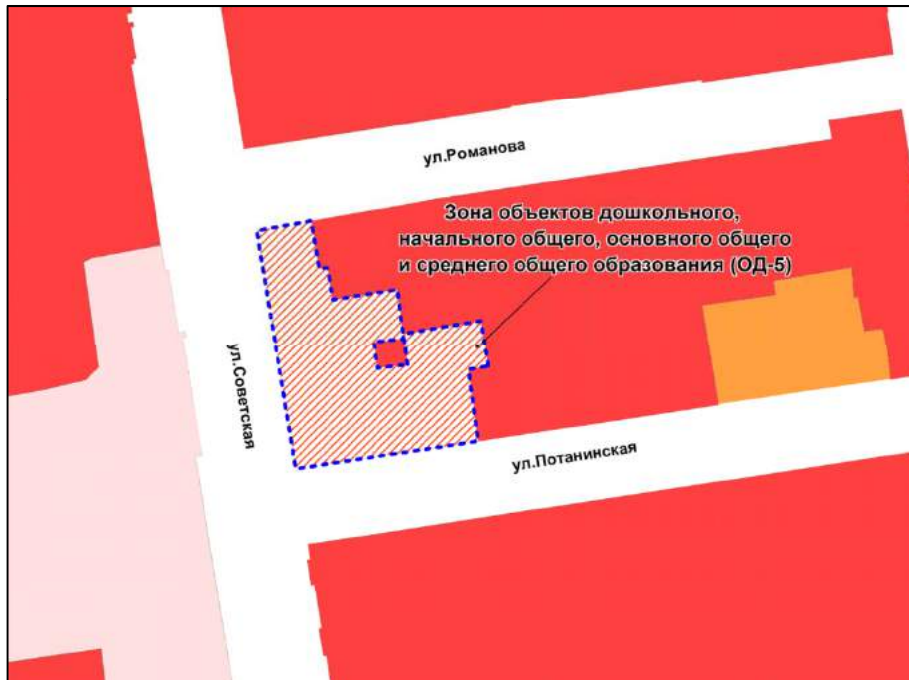 ул.Романова
Зона объектов дошкольного,
начального общего, основного общего
и среднего общего образования (ОД-5)
ул.Советская
ул.Потанинская